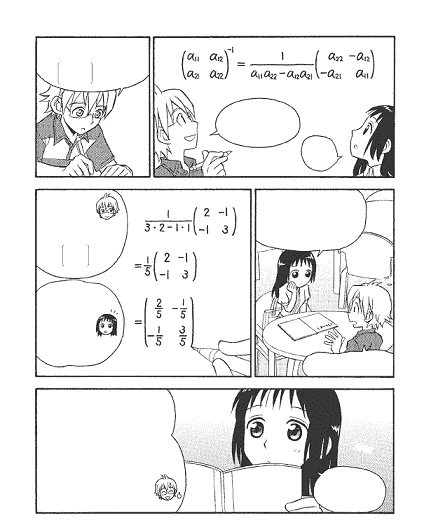 (a₁₁ a₁₂
a₂₁ a₂₂)⁻¹ = 1/(a₁₁a₂₂−a₁₂a₂₁) (a₂₂ −a₁₂
−a₂₁ a₁₁)
1/(3・2−1・1) (2 −1
−1 3)
=1/5 (2 −1
−1 3)
=(2/5 −1/5
−1/5 3/5)